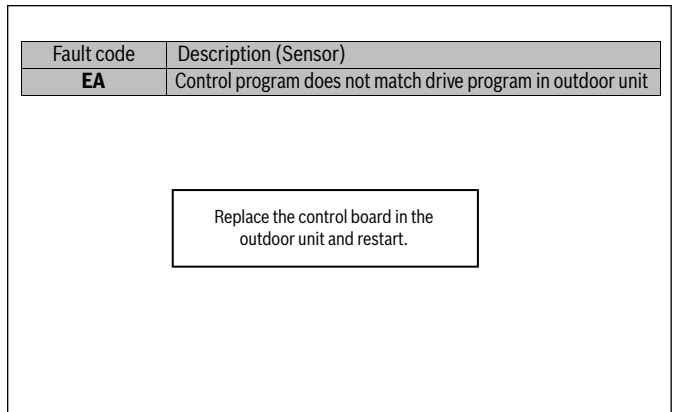 Fault code Description (Sensor)
EA Control program does not match drive program in outdoor unit
Replace the control board in the
outdoor unit and restart.